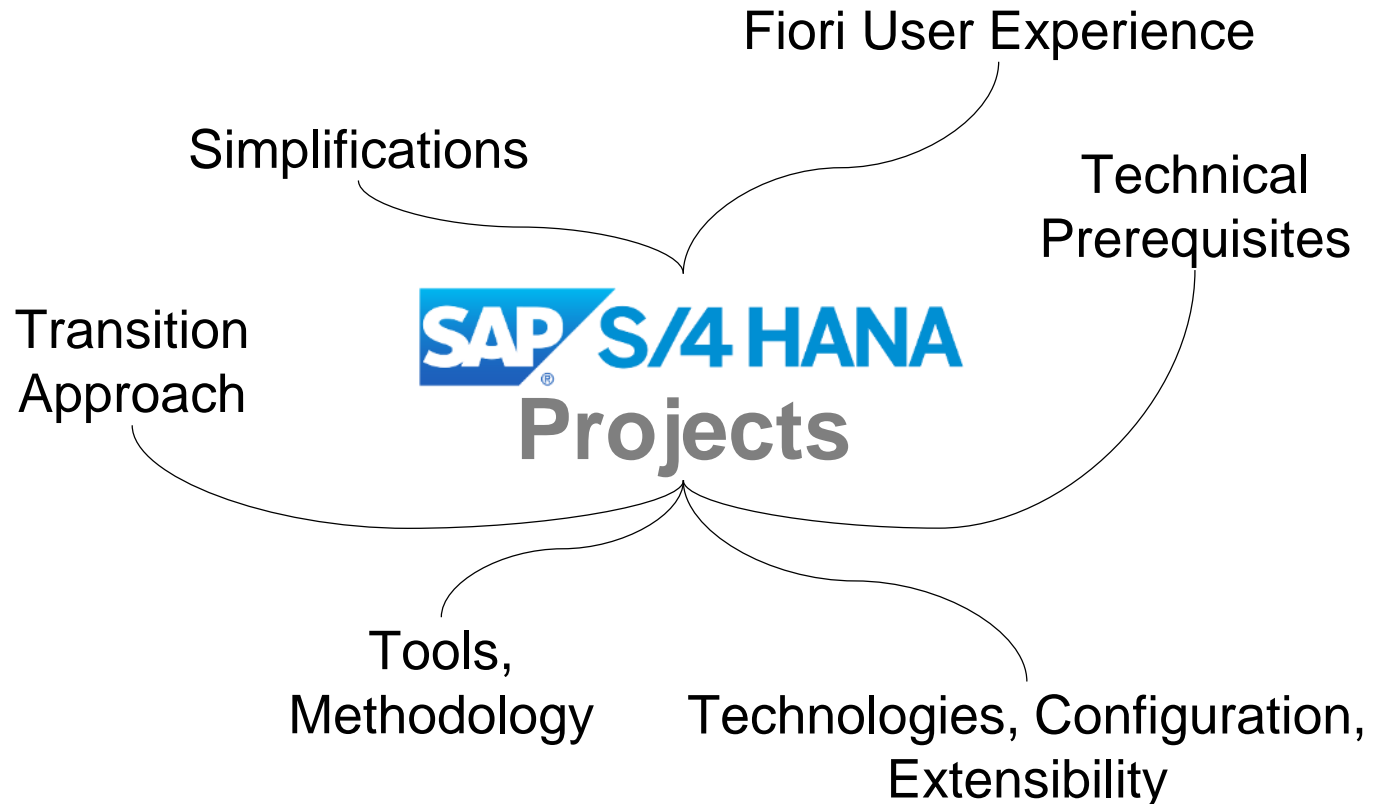 Fiori User Experience
Simplifications
Technical
Prerequisites
Transition
Approach
SAP® S/4 HANA
Projects
Tools,
Methodology
Technologies, Configuration,
Extensibility